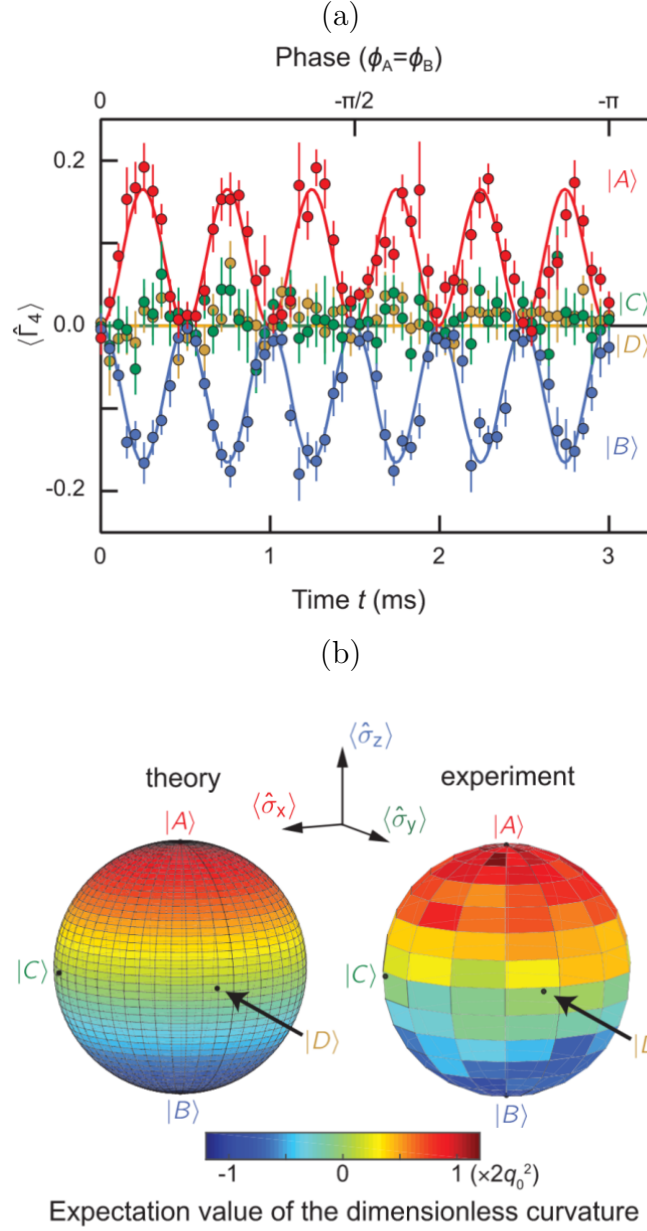 (a)
Phase (ϕA=ϕB)
0 -π/2 -π
0.2
|A⟩
|C⟩
0.0
|D⟩
⟨Γ̂4⟩
|B⟩
-0.2
0 1 2 3
Time t (ms)
(b)
⟨σ̂z⟩
theory experiment
⟨σ̂x⟩ ⟨σ̂y⟩
|A⟩ |A⟩
|C⟩ |C⟩
|D⟩
|B⟩ |B⟩
-1 0 1 (×2q₀²)
Expectation value of the dimensionless curvature